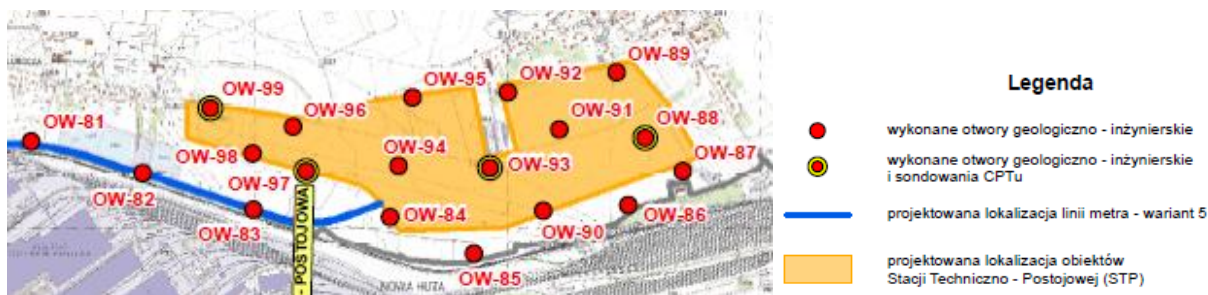 OW-89
OW-92
OW-95
OW-99
OW-96
OW-91
OW-88
OW-81
OW-94
OW-98
OW-93
OW-87
OW-82
OW-97
OW-84
OW-86
OW-83
OW-90
OW-85
- POSTOJOWA
NOWA HUTA
Legenda
wykonane otwory geologiczno - inżynierskie
wykonane otwory geologiczno - inżynierskie
i sondowania CPTu
projektowana lokalizacja linii metra - wariant 5
projektowana lokalizacja obiektów
Stacji Techniczno - Postojowej (STP)